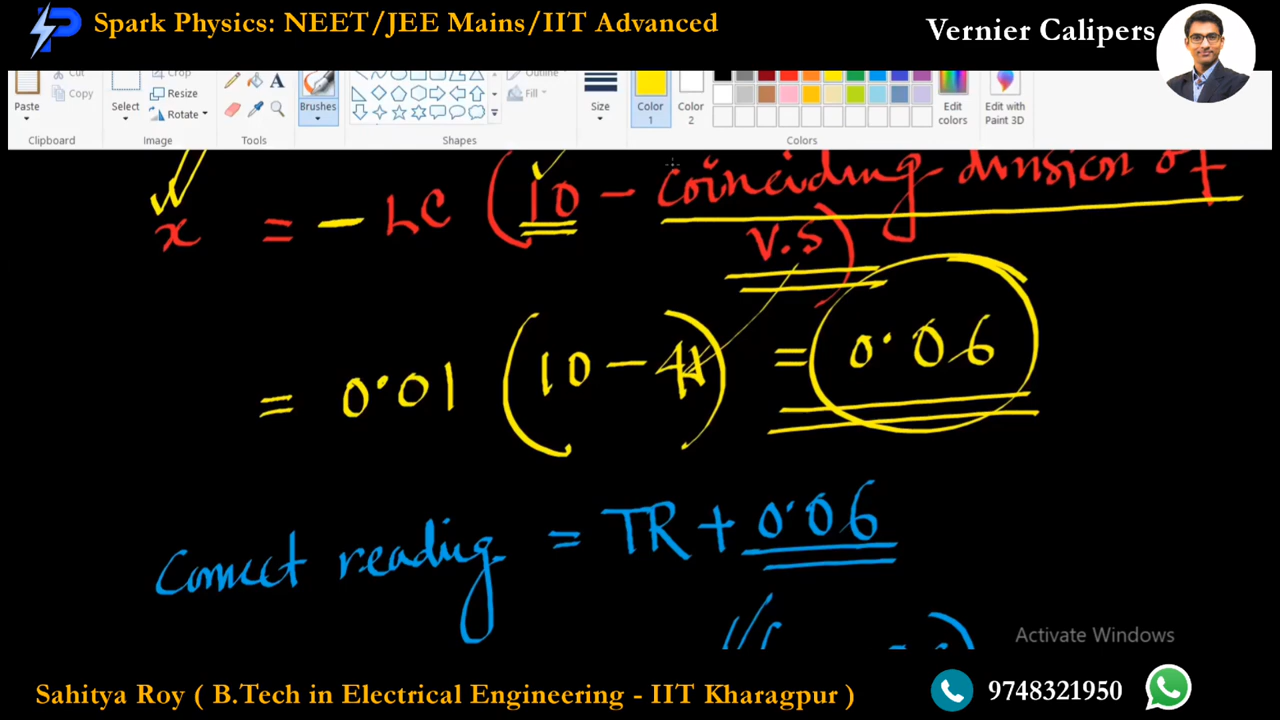 Spark Physics: NEET/JEE Mains/IIT Advanced
Vernier Calipers
Cut
Copy
Paste
Clipboard
Crop
Resize
Rotate
Select
Image
A
Tools
Brushes
Outline
Fill
Shapes
Size
Color 1
Color 2
Edit colors
Colors
Edit with Paint 3D
x = - LC (10 - coinciding division of
V.S)
= 0.01 (10 - 4) = 0.06
Correct reading = TR + 0.06
Activate Windows
Sahitya Roy ( B.Tech in Electrical Engineering - IIT Kharagpur )
9748321950